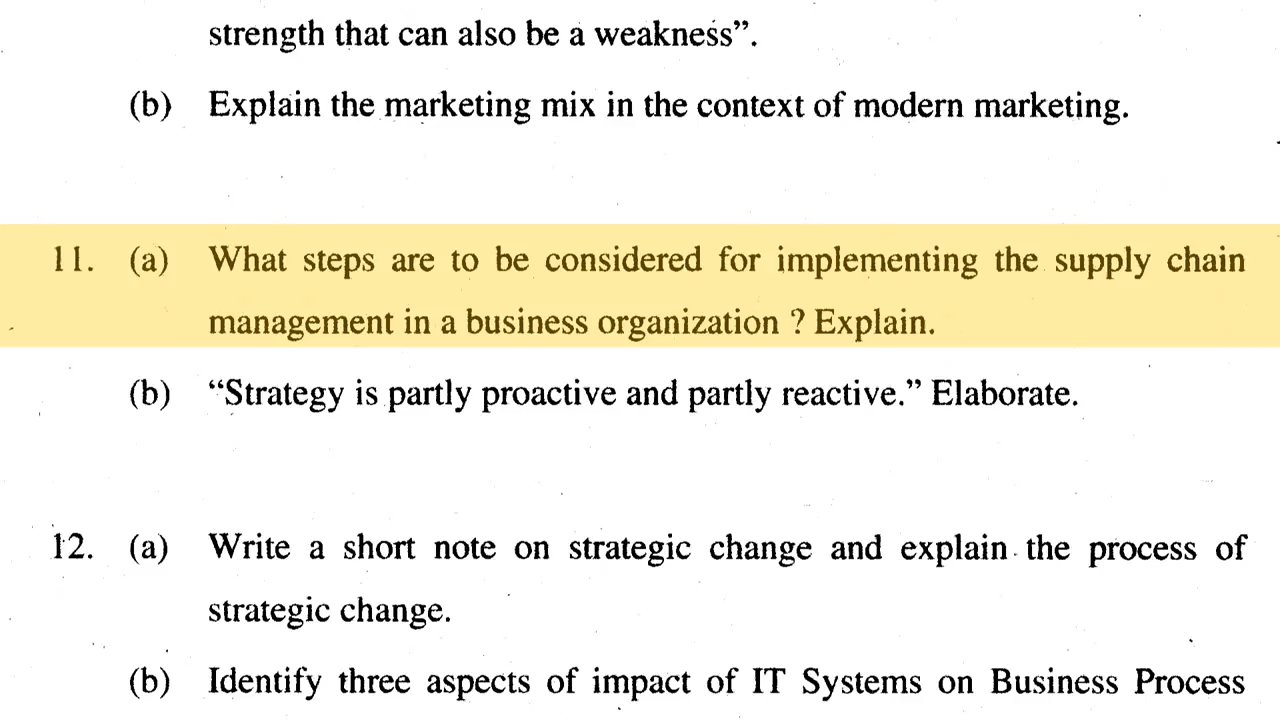 strength that can also be a weakness”.
(b) Explain the marketing mix in the context of modern marketing.
11. (a) What steps are to be considered for implementing the supply chain
management in a business organization ? Explain.
(b) “Strategy is partly proactive and partly reactive.” Elaborate.
12. (a) Write a short note on strategic change and explain the process of
strategic change.
(b) Identify three aspects of impact of IT Systems on Business Process